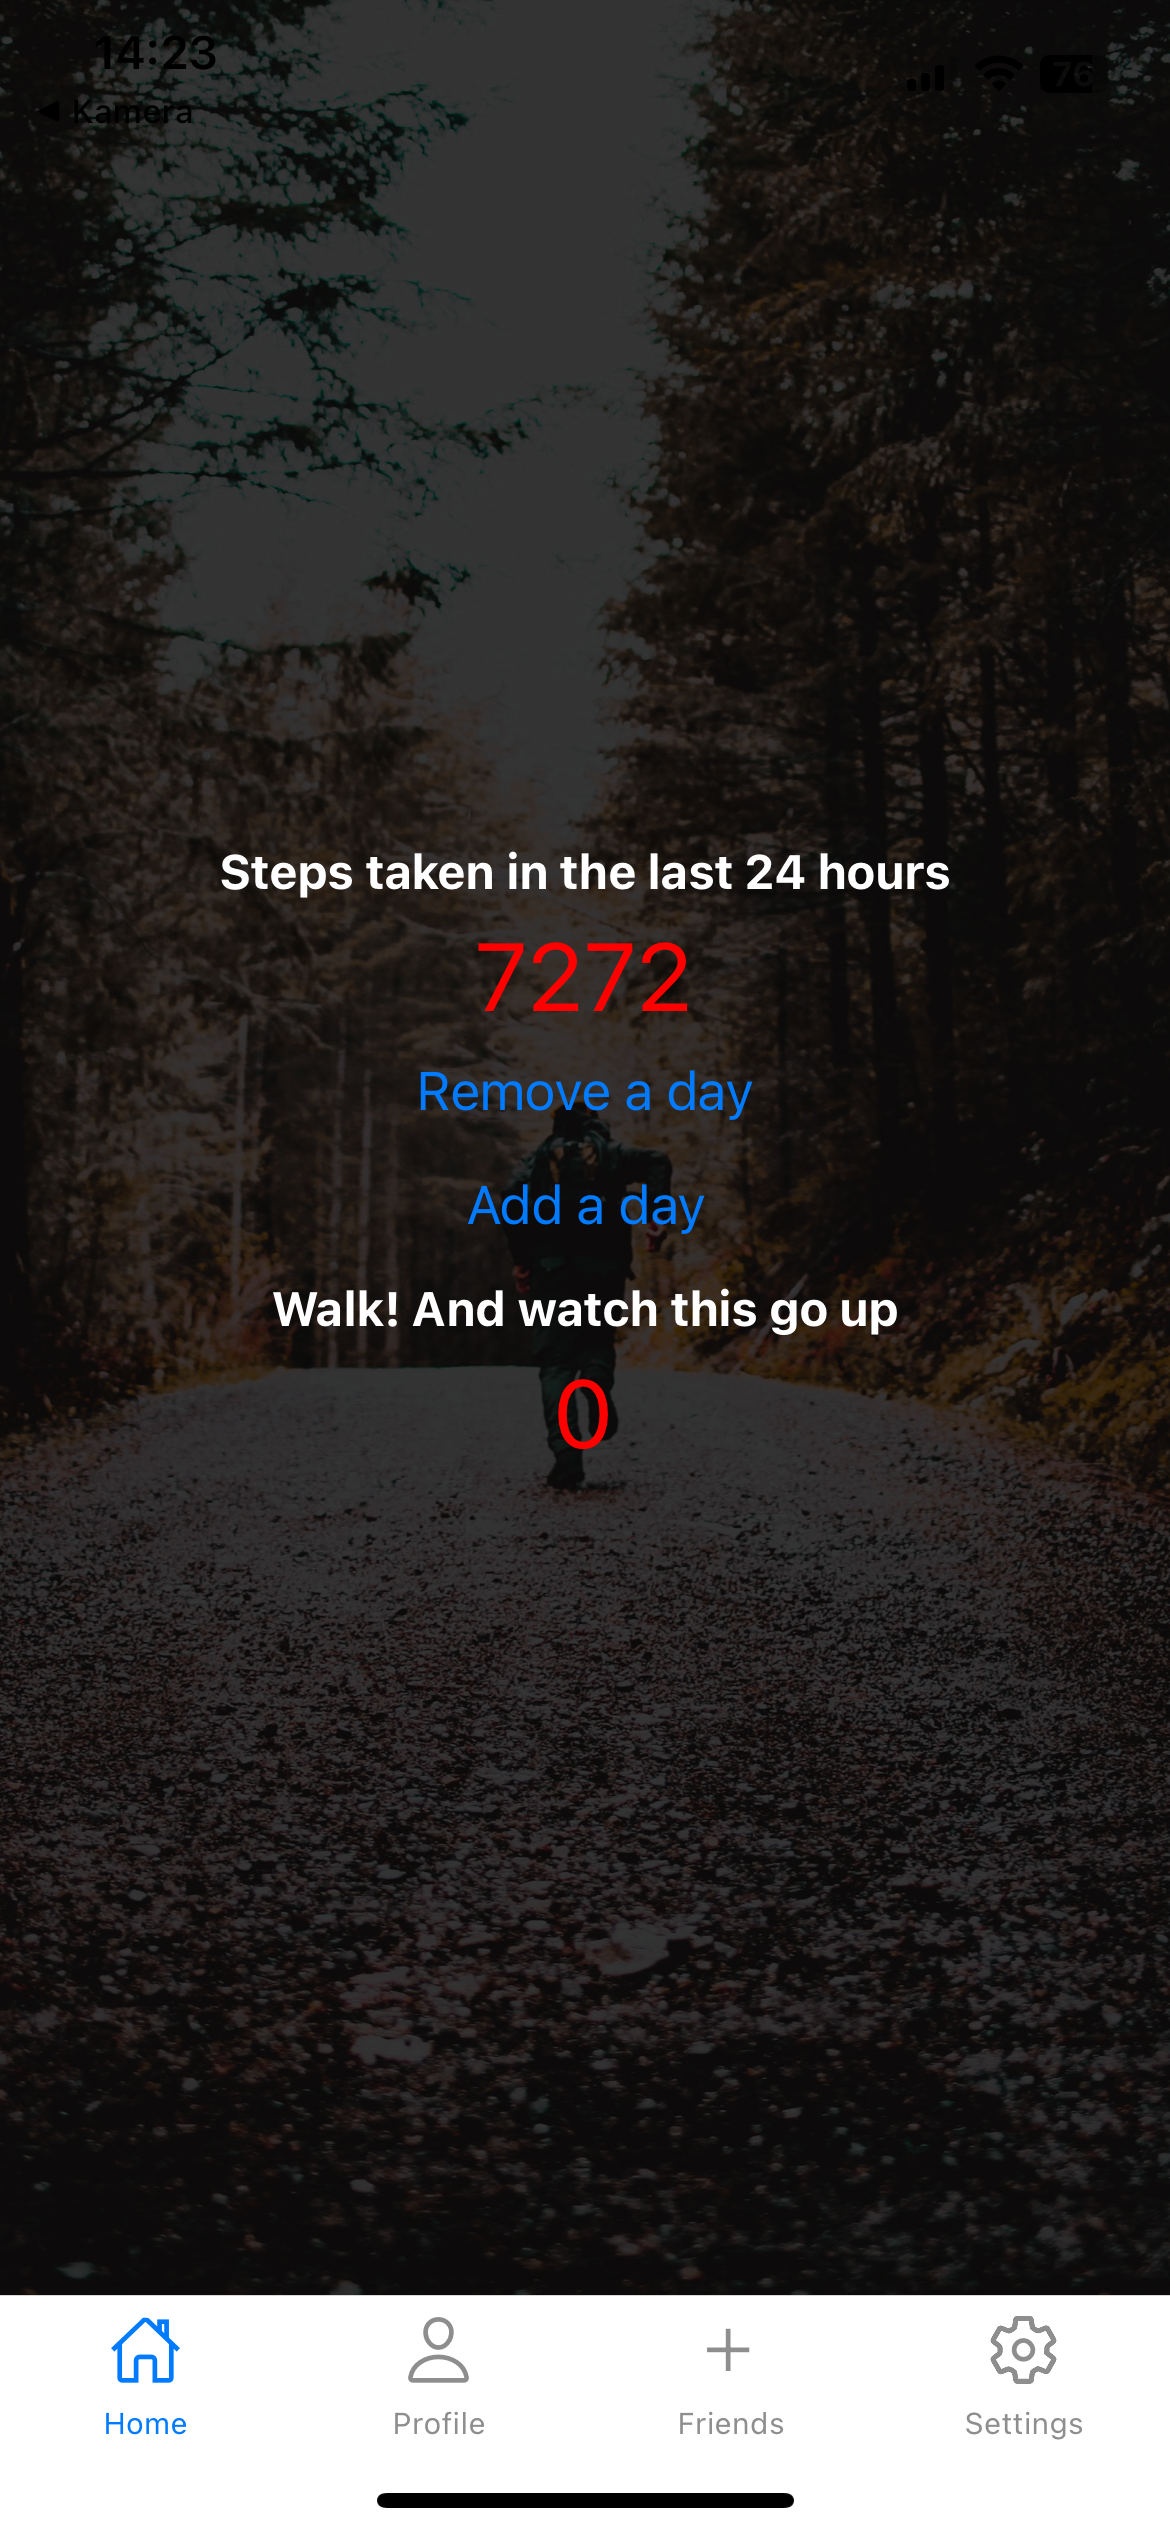 14:23
76
◀ Kamera
Steps taken in the last 24 hours
7272
Remove a day
Add a day
Walk! And watch this go up
0
Home
Profile
Friends
Settings